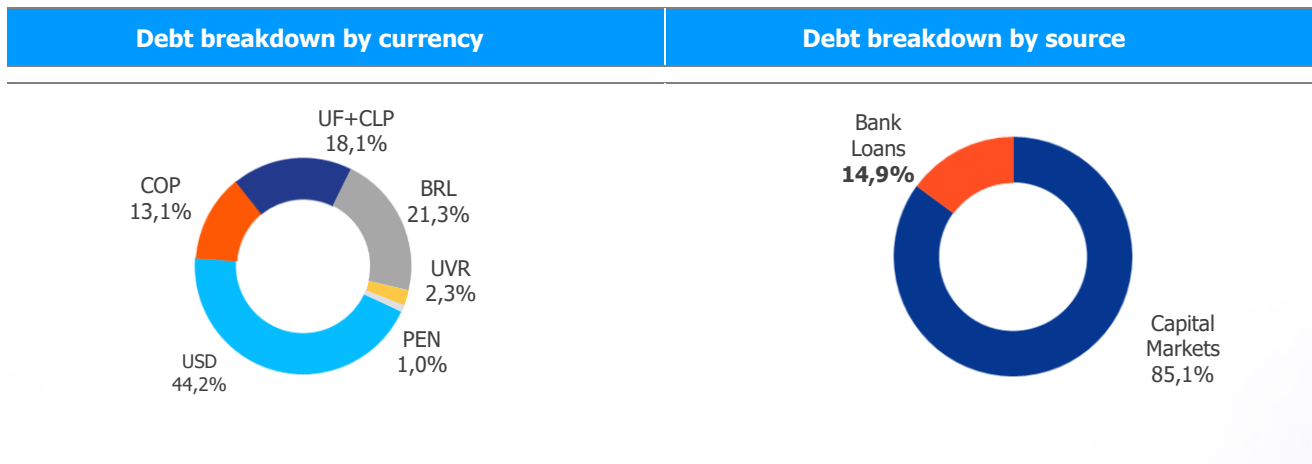 Debt breakdown by currency
UF+CLP
18,1%
COP
13,1%
BRL
21,3%
UVR
2,3%
PEN
1,0%
USD
44,2%
Debt breakdown by source
Bank
Loans
14,9%
Capital
Markets
85,1%